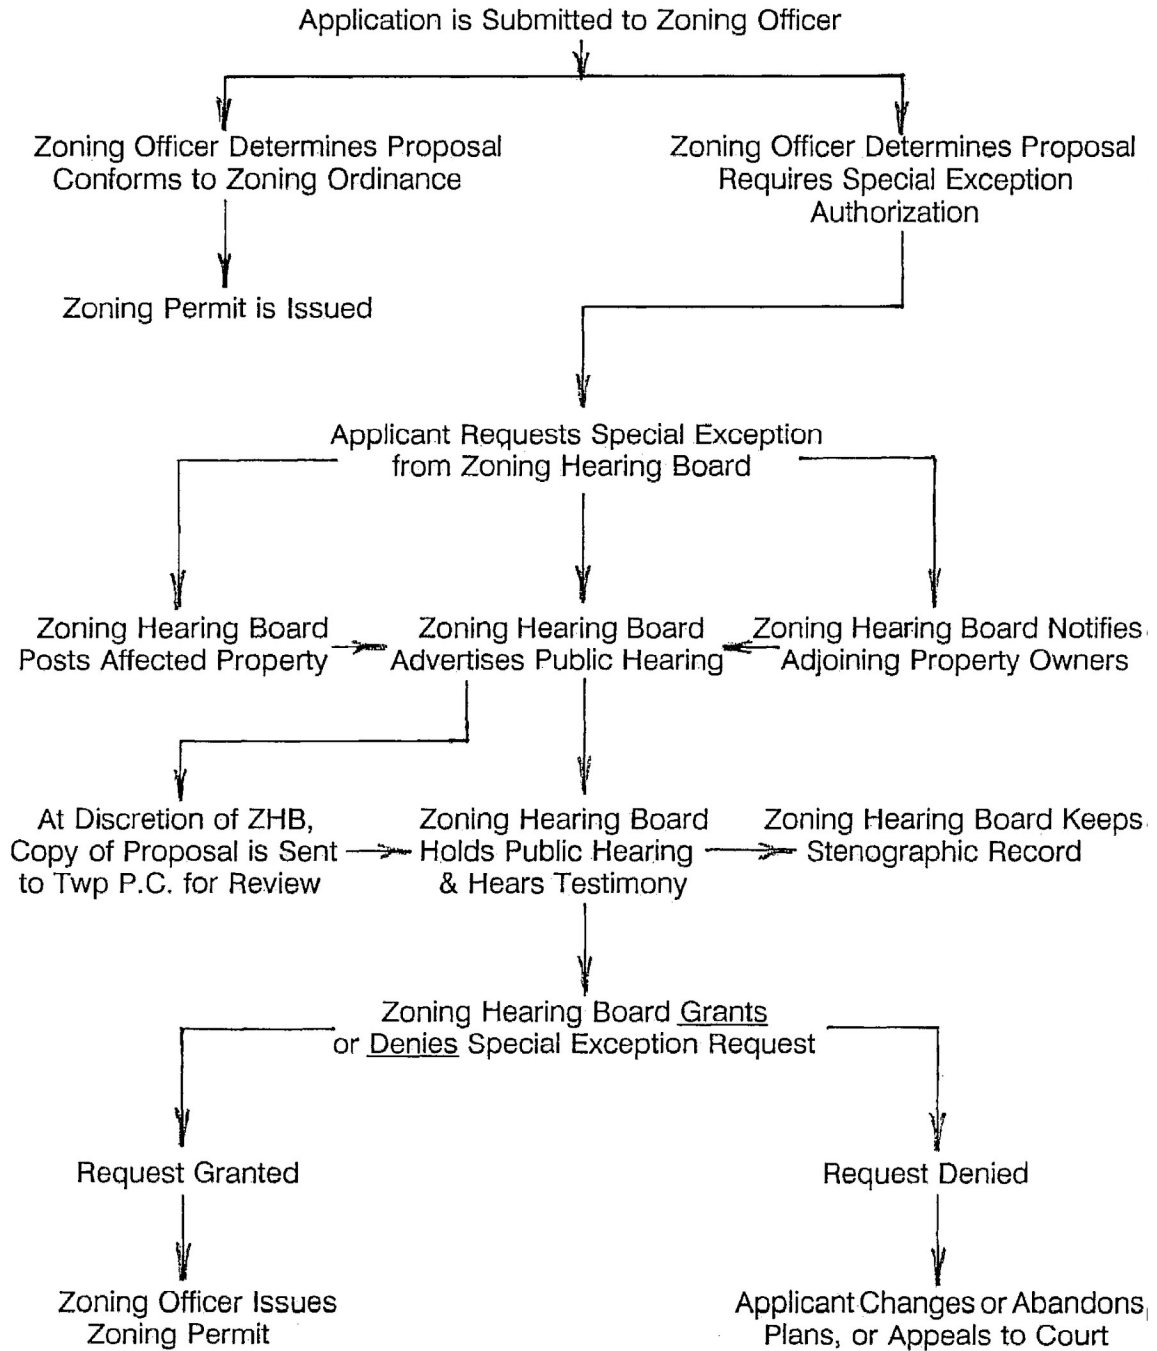 Application is Submitted to Zoning Officer
Zoning Officer Determines Proposal
Conforms to Zoning Ordinance
Zoning Officer Determines Proposal
Requires Special Exception
Authorization
Zoning Permit is Issued
Applicant Requests Special Exception
from Zoning Hearing Board
Zoning Hearing Board
Posts Affected Property
Zoning Hearing Board
Advertises Public Hearing
Zoning Hearing Board Notifies
Adjoining Property Owners
At Discretion of ZHB,
Copy of Proposal is Sent
to Twp P.C. for Review
Zoning Hearing Board
Holds Public Hearing
& Hears Testimony
Zoning Hearing Board Keeps
Stenographic Record
Zoning Hearing Board Grants
or Denies Special Exception Request
Request Granted
Request Denied
Zoning Officer Issues
Zoning Permit
Applicant Changes or Abandons
Plans, or Appeals to Court